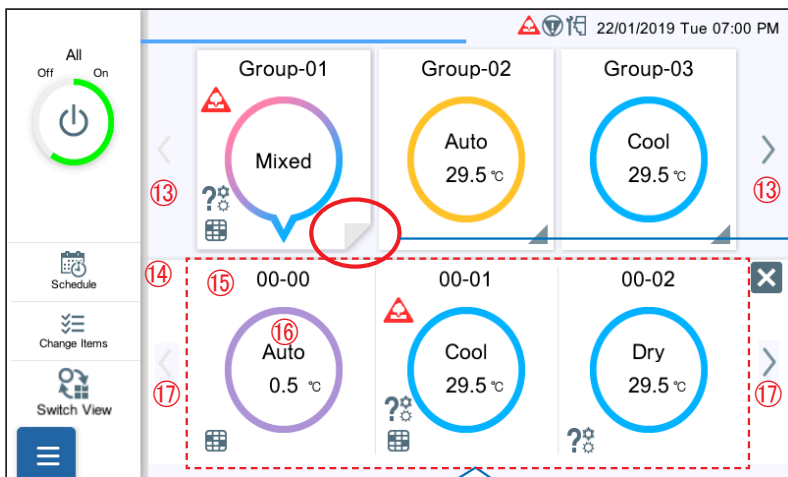 22/01/2019 Tue 07:00 PM
All
Off On
Group-01 Group-02 Group-03
Mixed
Auto
29.5 ℃
Cool
29.5 ℃
⑬ ⑬
Schedule
Change Items
Switch View
⑭ ⑮ 00-00 00-01 00-02
⑯
Auto
0.5 ℃
Cool
29.5 ℃
Dry
29.5 ℃
⑰ ⑰